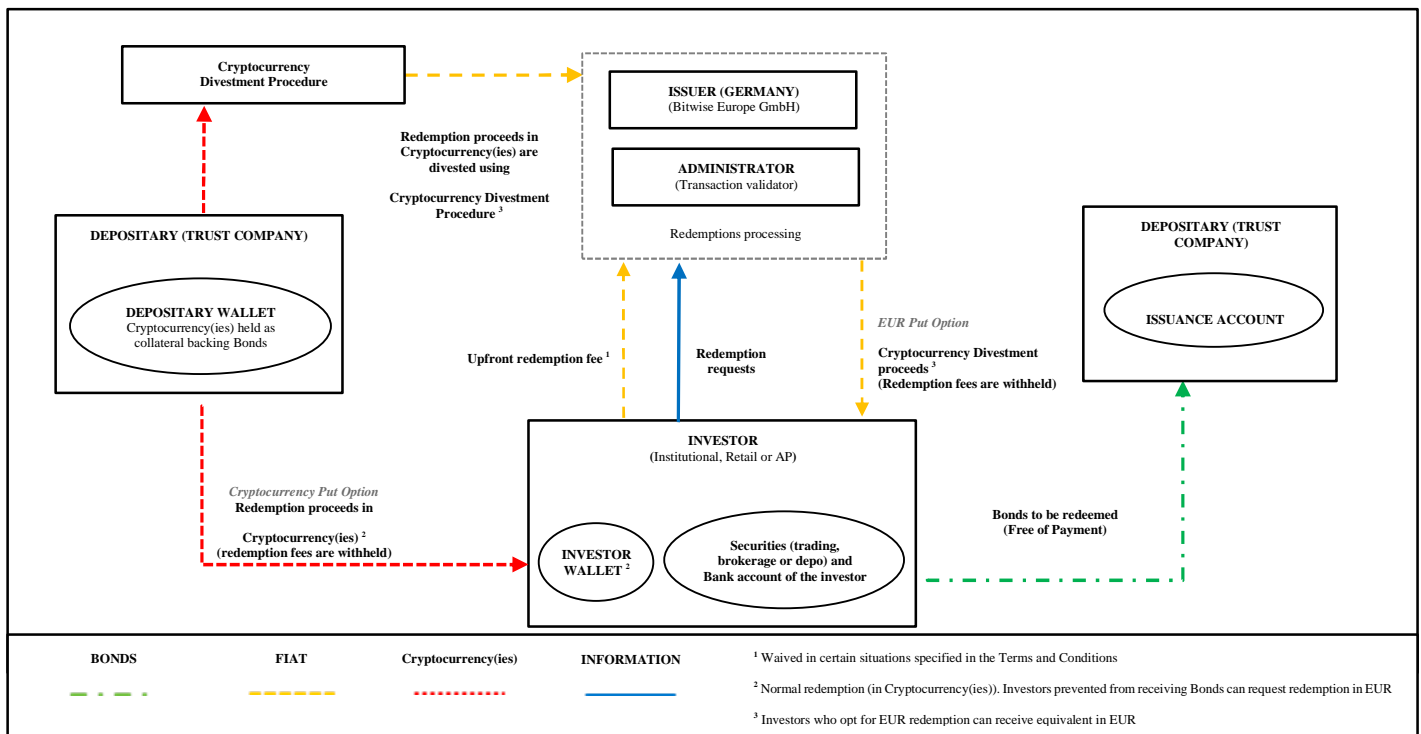 Cryptocurrency
Divestment Procedure
ISSUER (GERMANY)
(Bitwise Europe GmbH)
ADMINISTRATOR
(Transaction validator)
Redemptions processing
Redemption proceeds in
Cryptocurrency(ies) are
divested using
Cryptocurrency Divestment
Procedure ³
DEPOSITARY (TRUST COMPANY)
DEPOSITARY WALLET
Cryptocurrency(ies) held as
collateral backing Bonds
DEPOSITARY (TRUST
COMPANY)
ISSUANCE ACCOUNT
Upfront redemption fee ¹
Redemption
requests
EUR Put Option
Cryptocurrency Divestment
proceeds ³
(Redemption fees are withheld)
INVESTOR
(Institutional, Retail or AP)
Cryptocurrency Put Option
Redemption proceeds in
Cryptocurrency(ies) ²
(redemption fees are withheld)
INVESTOR
WALLET ²
Securities (trading,
brokerage or depo) and
Bank account of the investor
Bonds to be redeemed
(Free of Payment)
BONDS
FIAT
Cryptocurrency(ies)
INFORMATION
¹ Waived in certain situations specified in the Terms and Conditions
² Normal redemption (in Cryptocurrency(ies)). Investors prevented from receiving Bonds can request redemption in EUR
³ Investors who opt for EUR redemption can receive equivalent in EUR